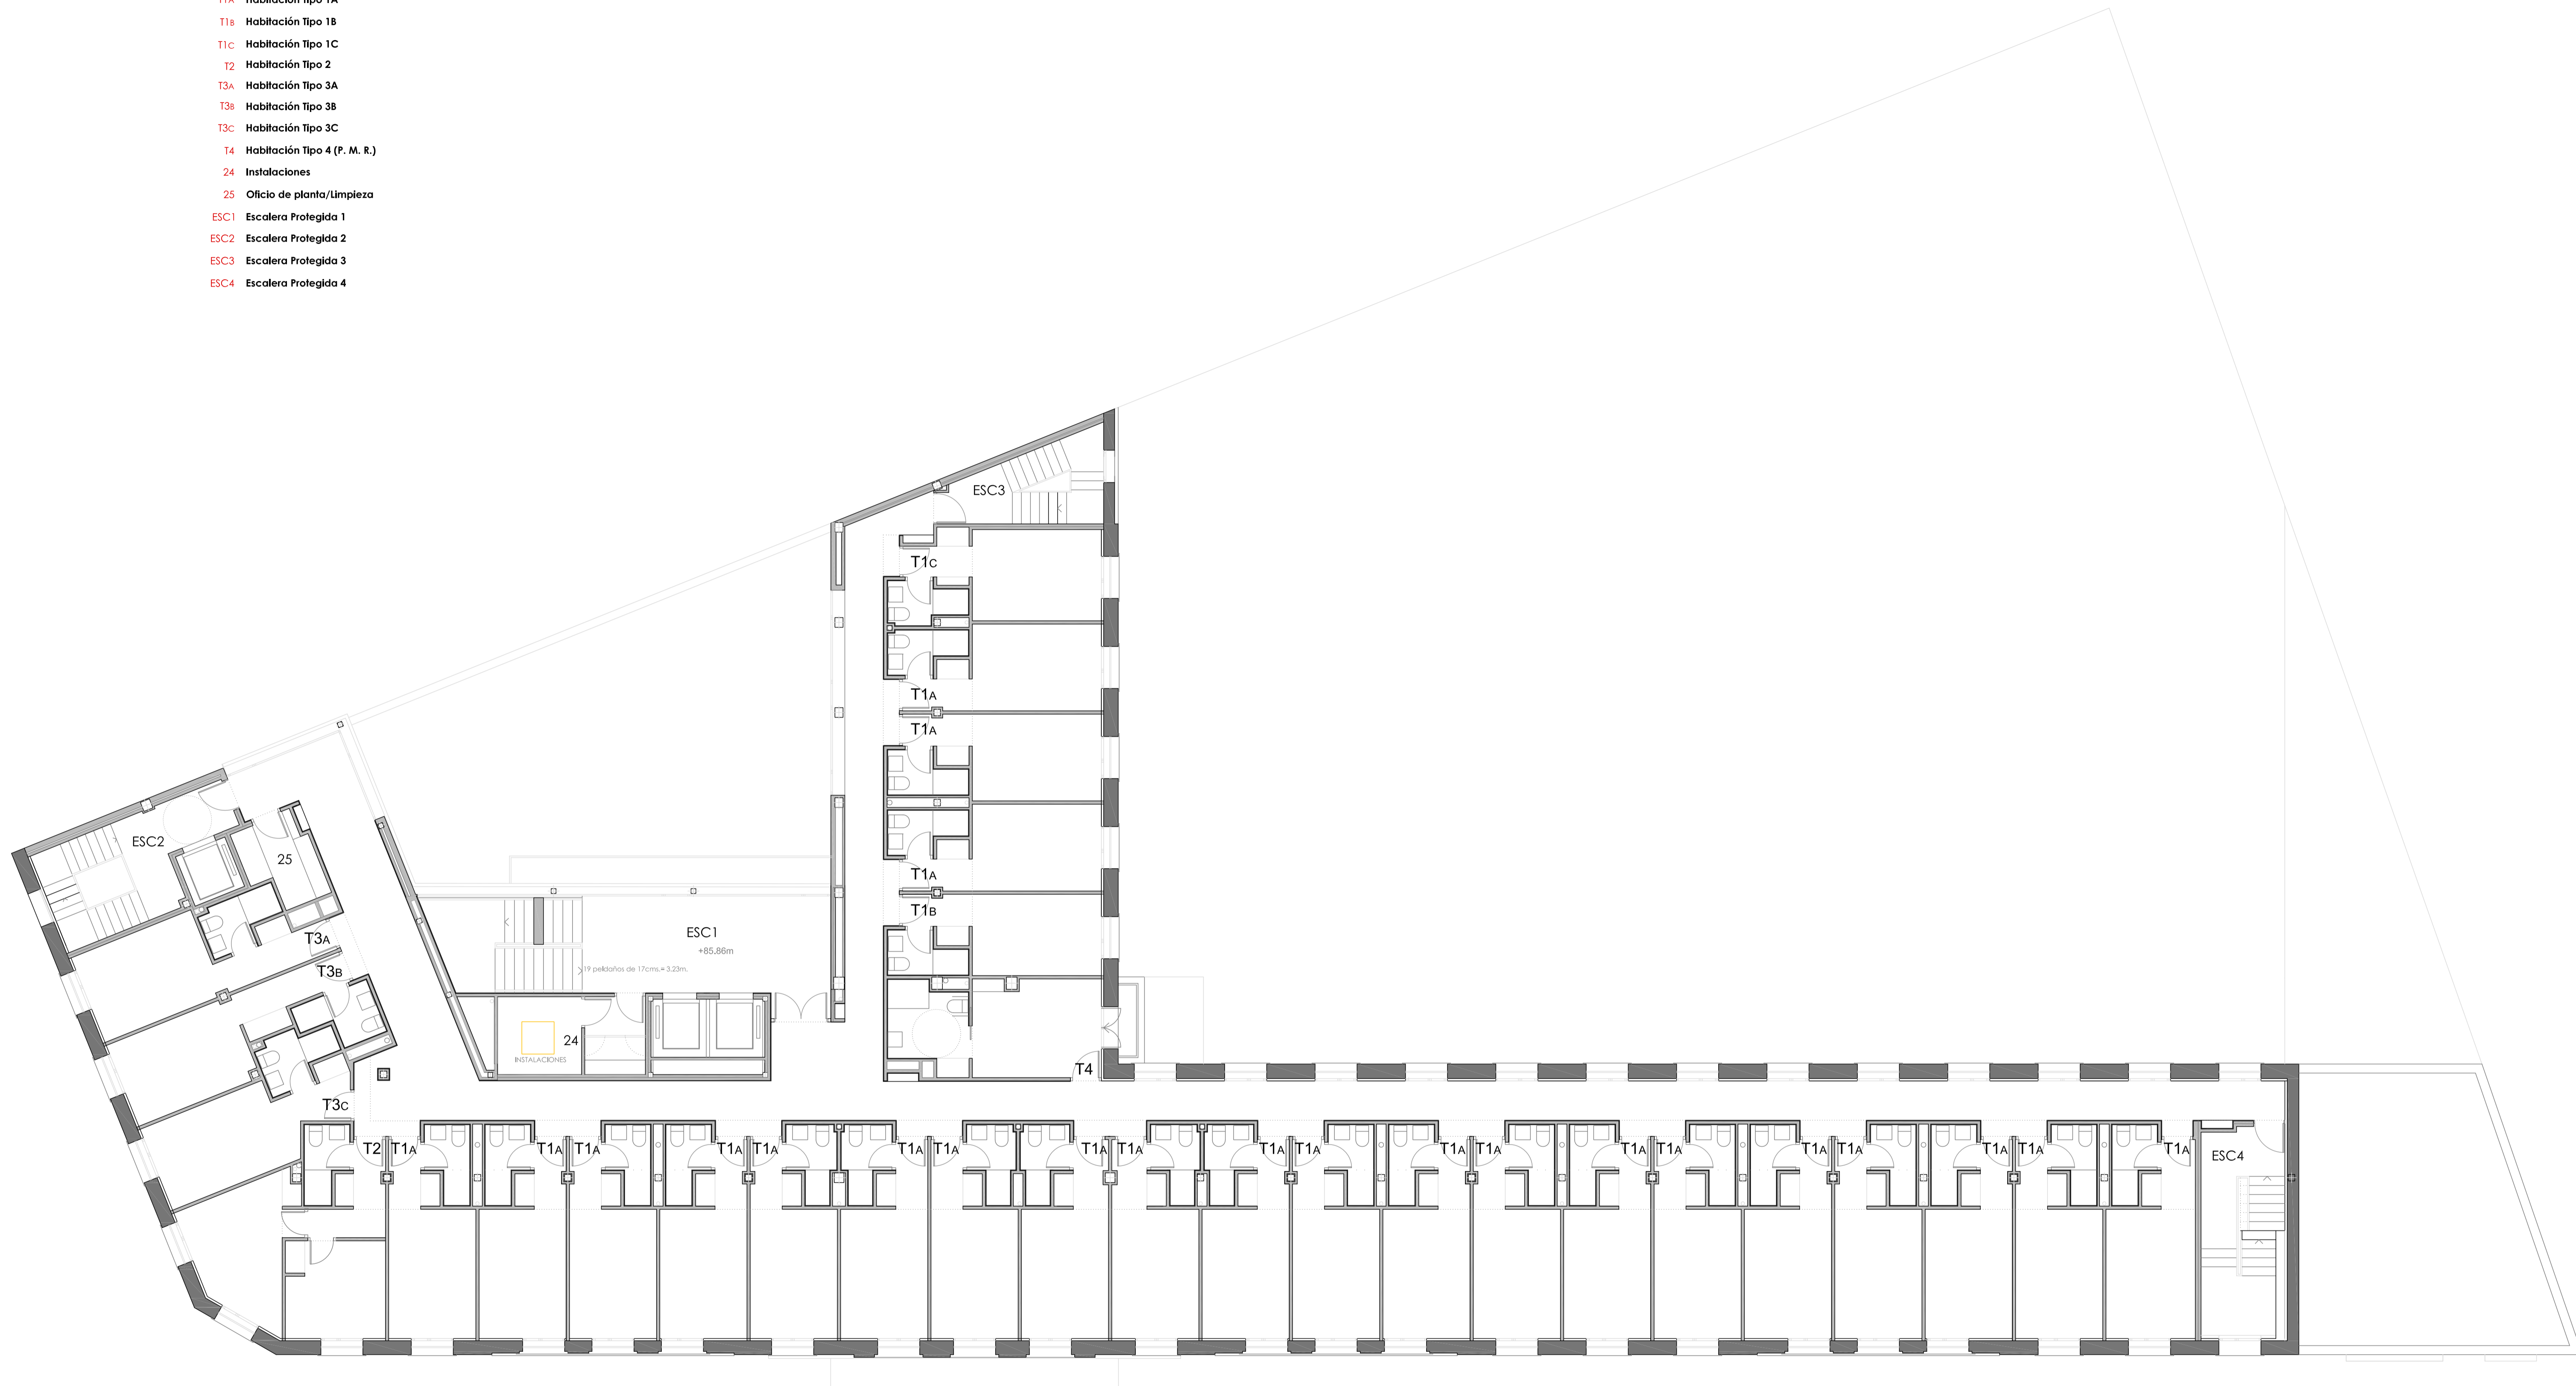 T1A Habitación Tipo 1A
T1B Habitación Tipo 1B
T1C Habitación Tipo 1C
T2 Habitación Tipo 2
T3A Habitación Tipo 3A
T3B Habitación Tipo 3B
T3C Habitación Tipo 3C
T4 Habitación Tipo 4 (P. M. R.)
24 Instalaciones
25 Oficio de planta/Limpieza
ESC1 Escalera Protegida 1
ESC2 Escalera Protegida 2
ESC3 Escalera Protegida 3
ESC4 Escalera Protegida 4
ESC3
T1C
T1A
T1A
T1A
T1B
ESC2
25
T3A
T3B
ESC1
+85.86m
19 peldaños de 17cms.= 3.23m.
24
INSTALACIONES
T4
T3C
T2 T1A T1A T1A T1A T1A T1A T1A T1A T1A T1A T1A T1A T1A T1A T1A T1A T1A T1A T1A T1A ESC4